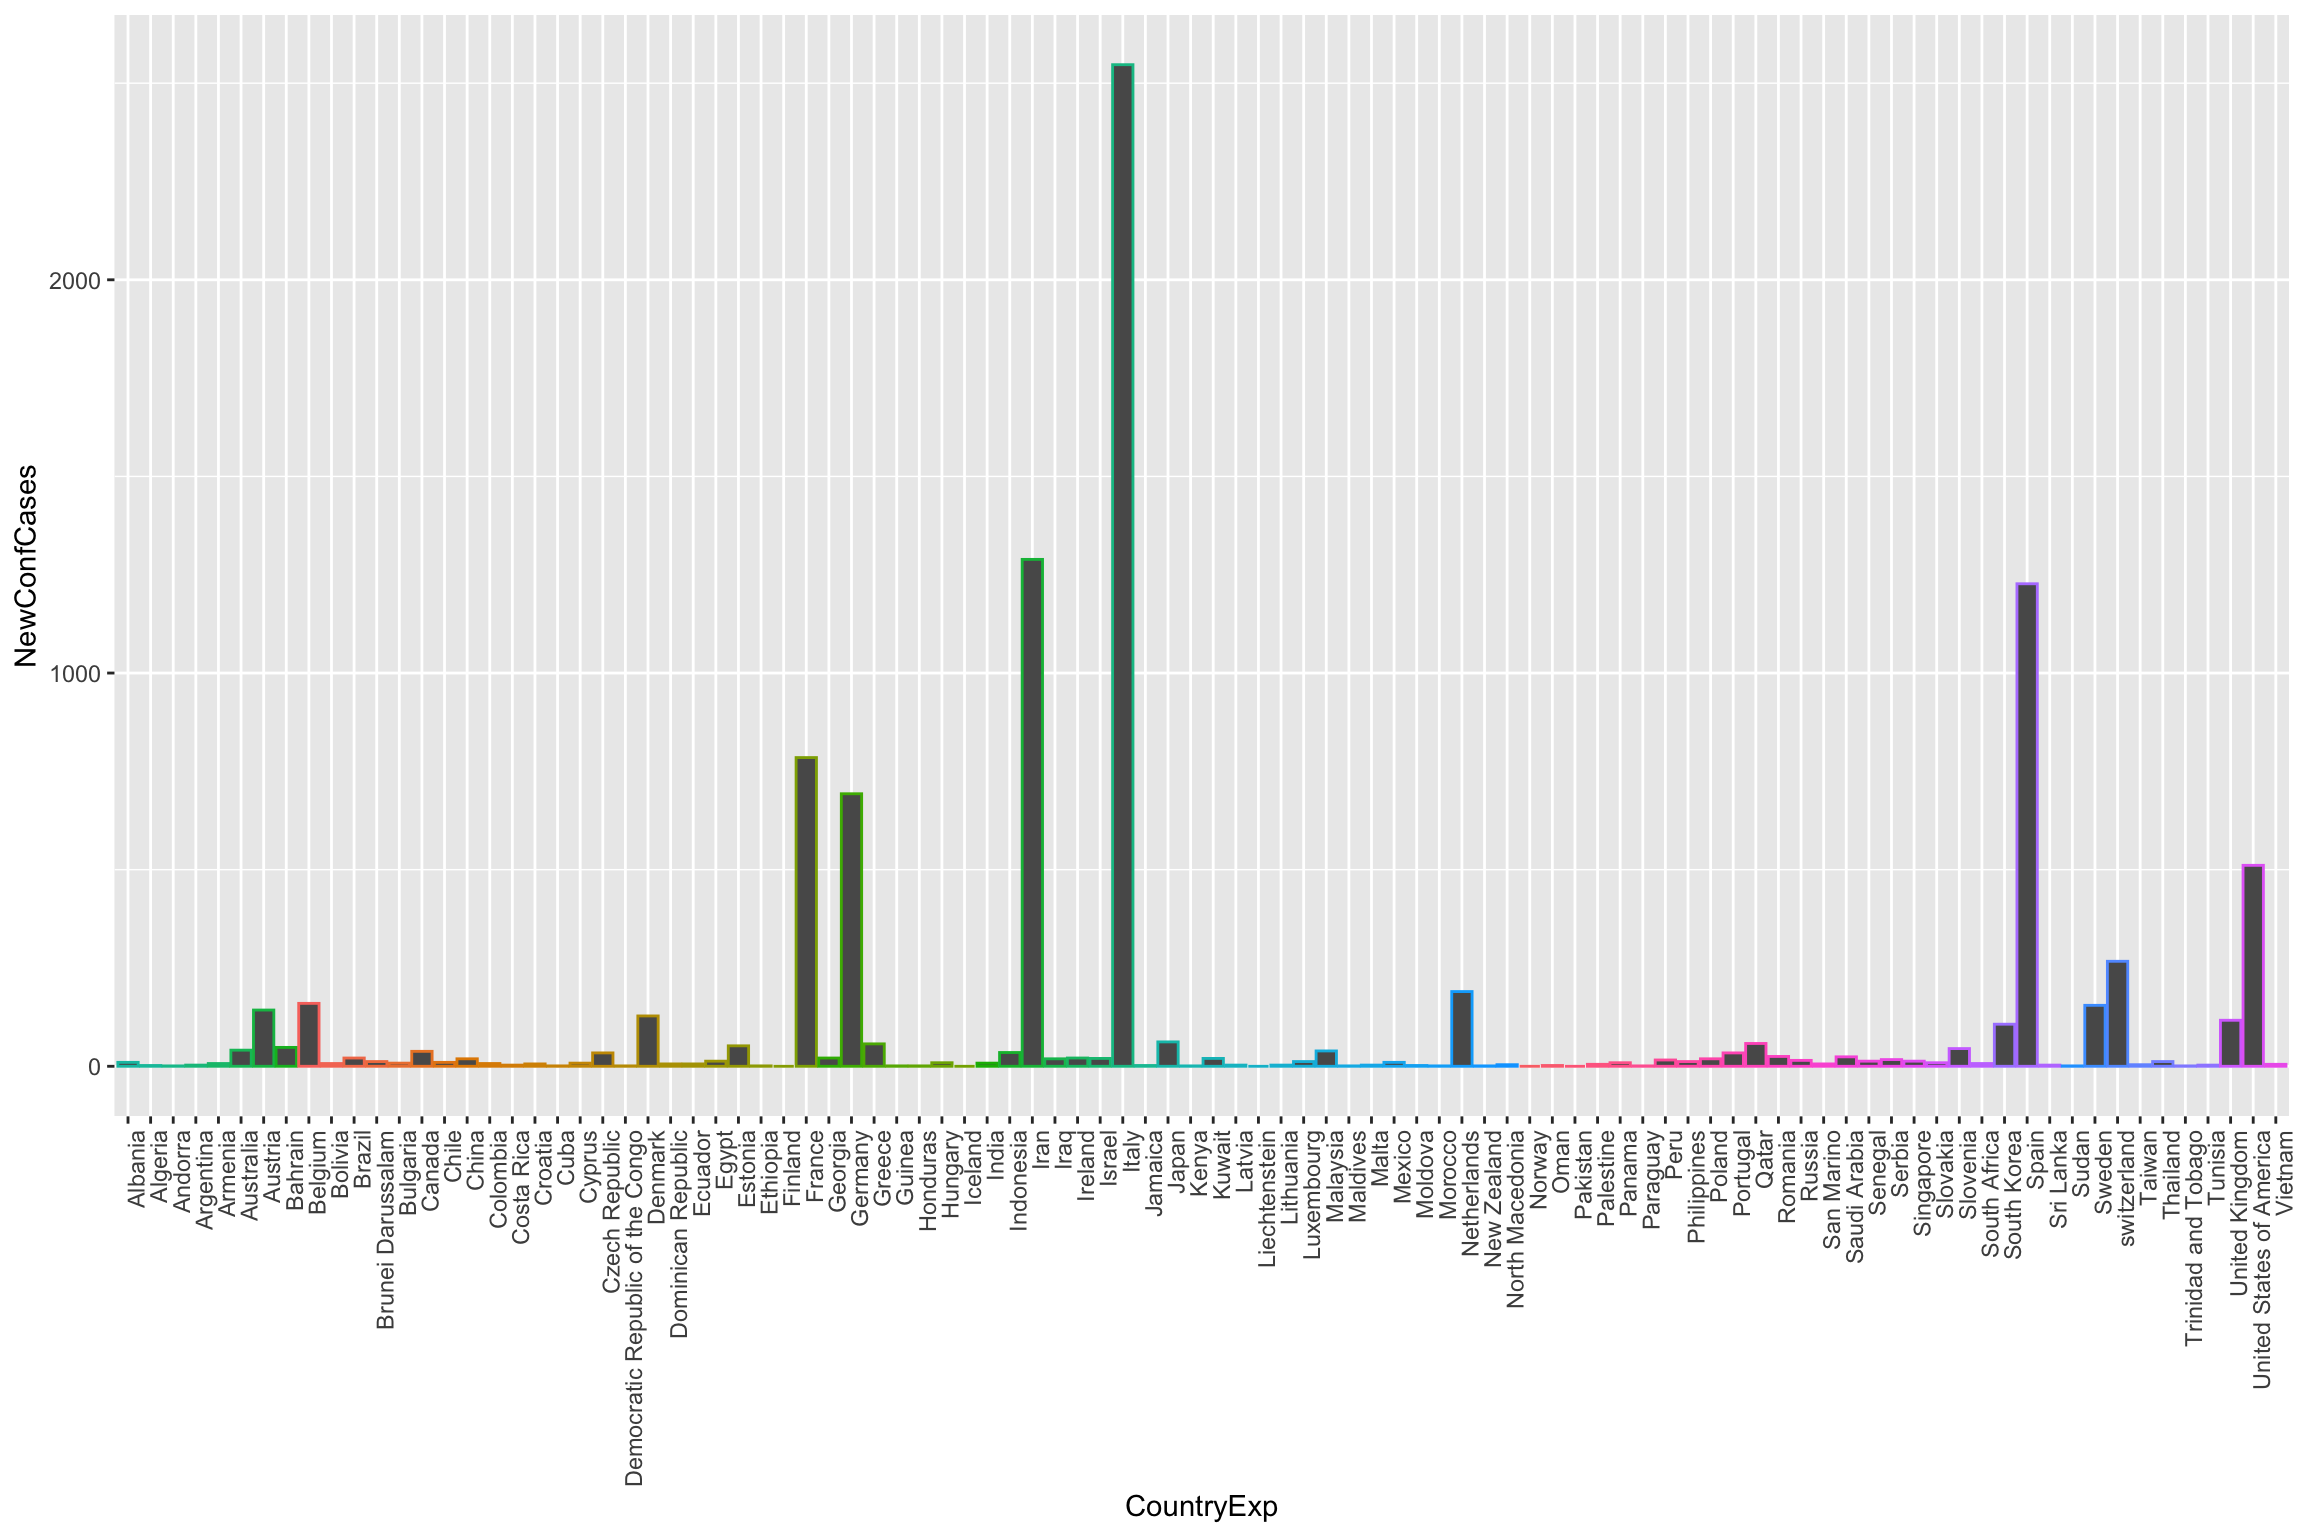 NewConfCases
2000
1000
0
Albania
Algeria
Andorra
Argentina
Armenia
Australia
Austria
Bahrain
Belgium
Bolivia
Brazil
Brunei Darussalam
Bulgaria
Canada
Chile
China
Colombia
Costa Rica
Croatia
Cuba
Cyprus
Czech Republic
Democratic Republic of the Congo
Denmark
Dominican Republic
Ecuador
Egypt
Estonia
Ethiopia
Finland
France
Georgia
Germany
Greece
Guinea
Honduras
Hungary
Iceland
India
Indonesia
Iran
Iraq
Ireland
Israel
Italy
Jamaica
Japan
Kenya
Kuwait
Latvia
Liechtenstein
Lithuania
Luxembourg
Malaysia
Maldives
Malta
Mexico
Moldova
Morocco
Netherlands
New Zealand
North Macedonia
Norway
Oman
Pakistan
Palestine
Panama
Paraguay
Peru
Philippines
Poland
Portugal
Qatar
Romania
Russia
San Marino
Saudi Arabia
Senegal
Serbia
Singapore
Slovakia
Slovenia
South Africa
South Korea
Spain
Sri Lanka
Sudan
Sweden
switzerland
Taiwan
Thailand
Trinidad and Tobago
Tunisia
United Kingdom
United States of America
Vietnam
CountryExp